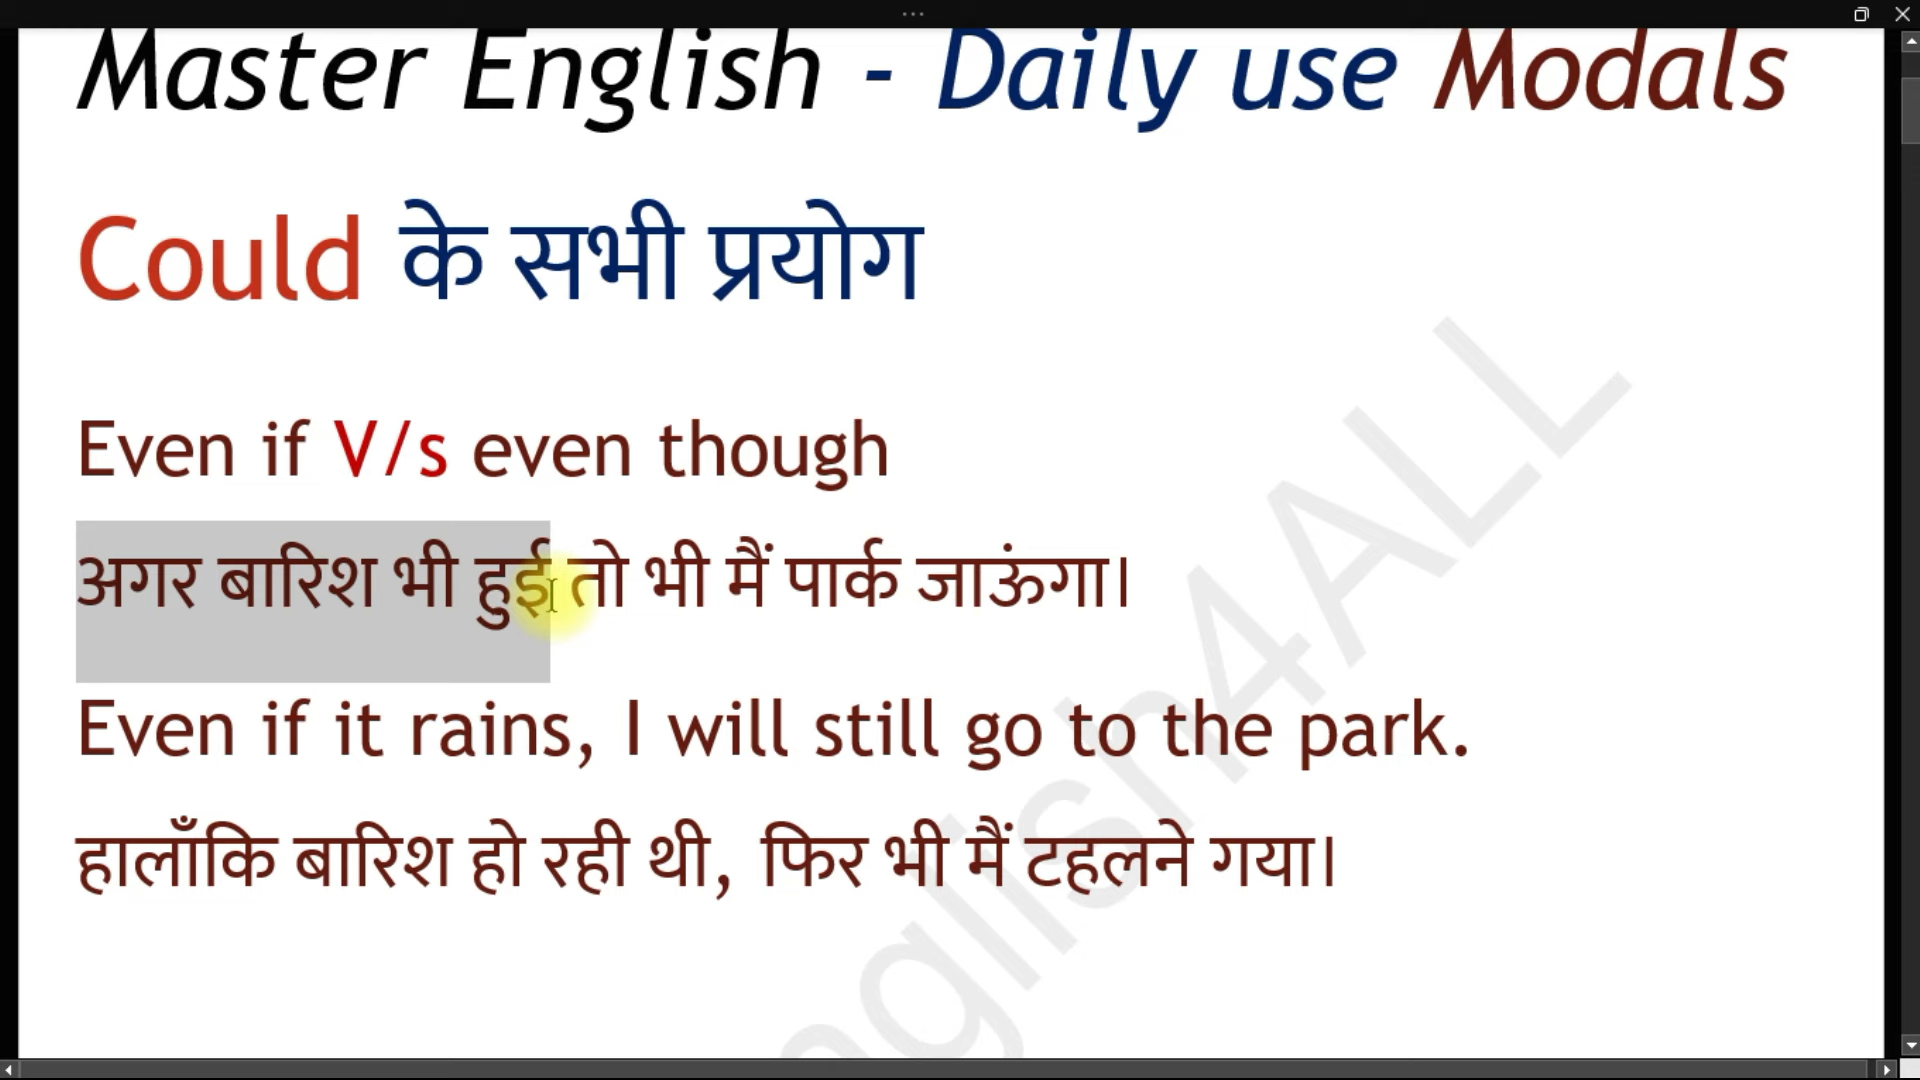 Master English - Daily use Modals
Could के सभी प्रयोग
Even if V/s even though
अगर बारिश भी हुई तो भी मैं पार्क जाऊंगा।
Even if it rains, I will still go to the park.
हालाँकि बारिश हो रही थी, फिर भी मैं टहलने गया।
nglish4ALL